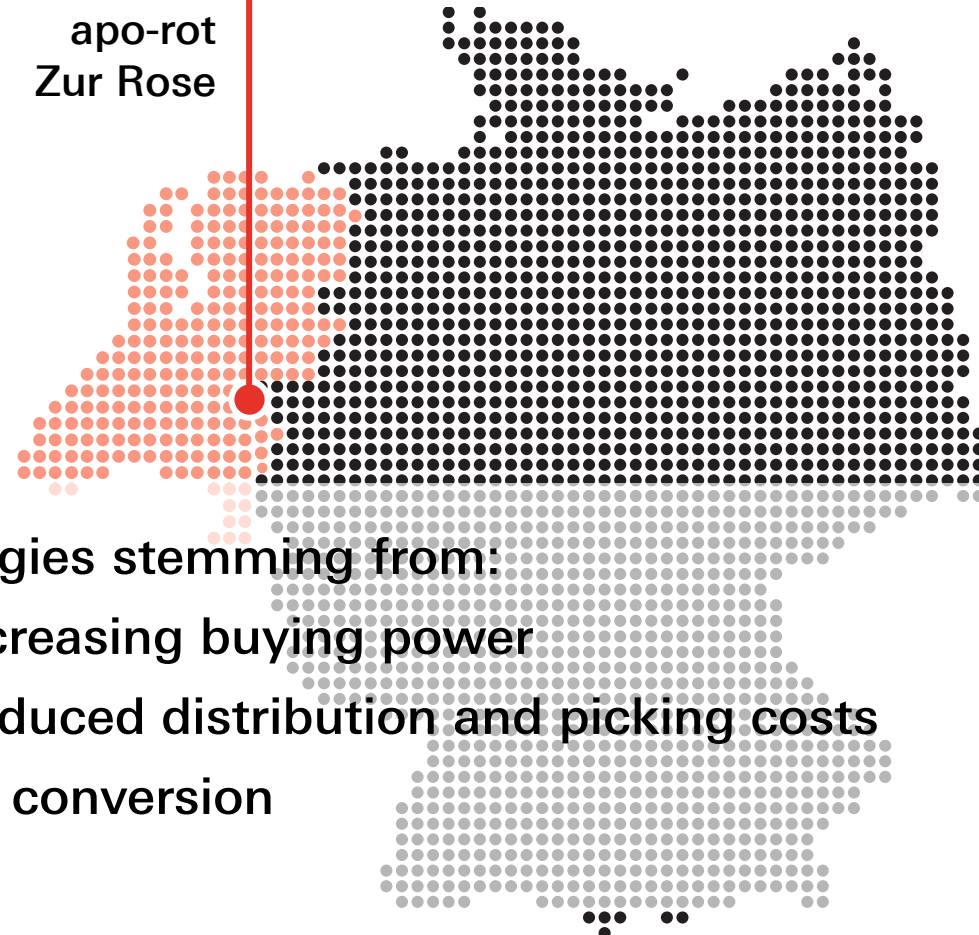 apo-rot
Zur Rose
gies stemming from:
creasing buying power
duced distribution and picking costs
conversion